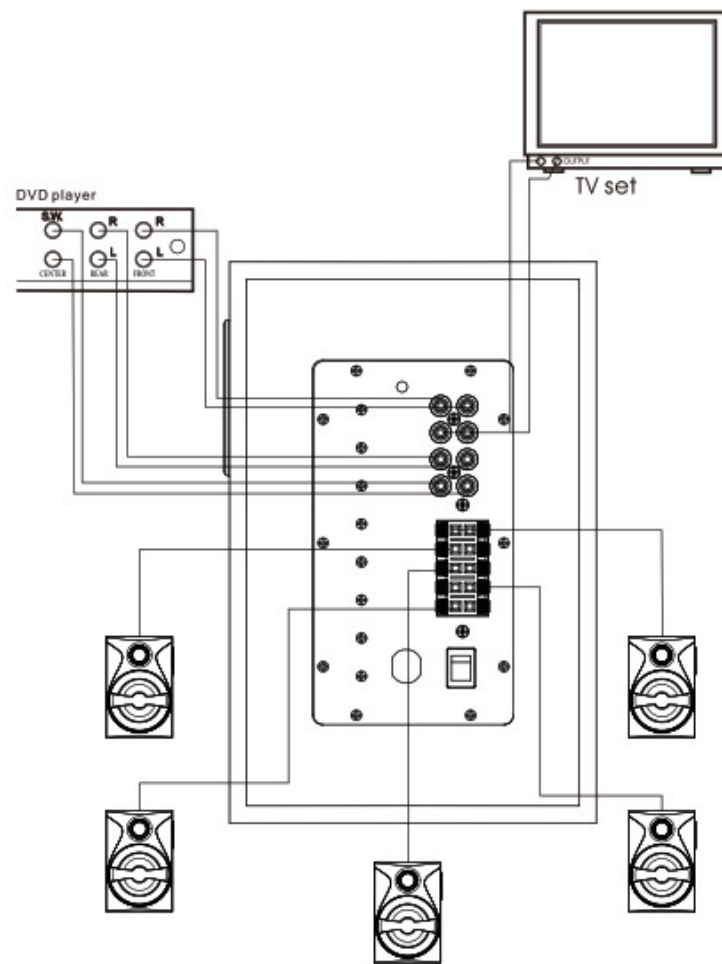 OUTPUT
TV set
DVD player
S.W. R R
L L
CENTER REAR FRONT